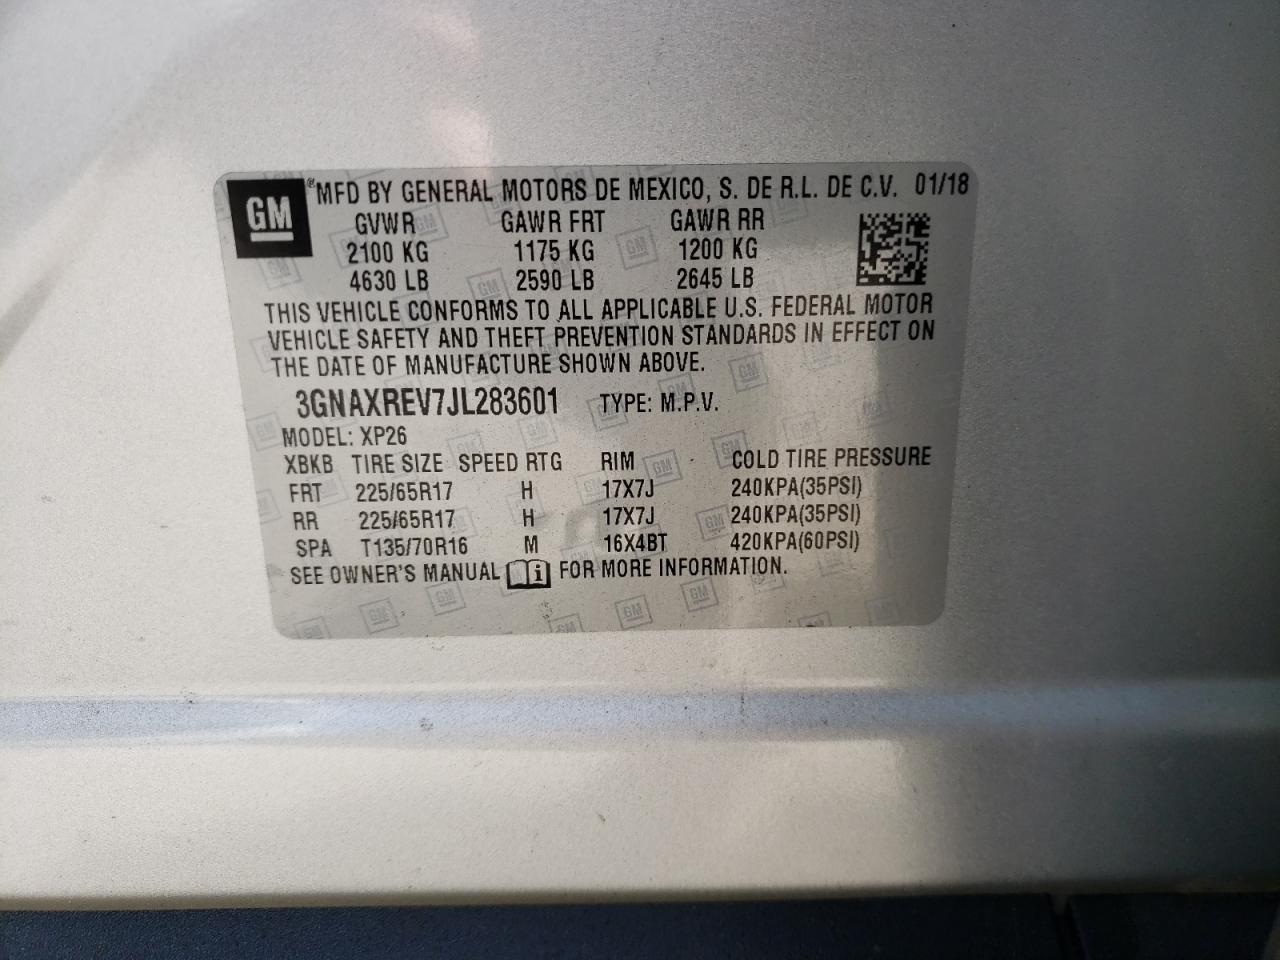 GM ® MFD BY GENERAL MOTORS DE MEXICO, S. DE R.L. DE C.V. 01/18
GVWR GAWR FRT GAWR RR
2100 KG 1175 KG 1200 KG
4630 LB 2590 LB 2645 LB
THIS VEHICLE CONFORMS TO ALL APPLICABLE U.S. FEDERAL MOTOR
VEHICLE SAFETY AND THEFT PREVENTION STANDARDS IN EFFECT ON
THE DATE OF MANUFACTURE SHOWN ABOVE.
3GNAXREV7JL283601 TYPE: M.P.V.
MODEL: XP26
XBKB TIRE SIZE SPEED RTG RIM COLD TIRE PRESSURE
FRT 225/65R17 H 17X7J 240KPA(35PSI)
RR 225/65R17 H 17X7J 240KPA(35PSI)
SPA T135/70R16 M 16X4BT 420KPA(60PSI)
SEE OWNER'S MANUAL i FOR MORE INFORMATION.